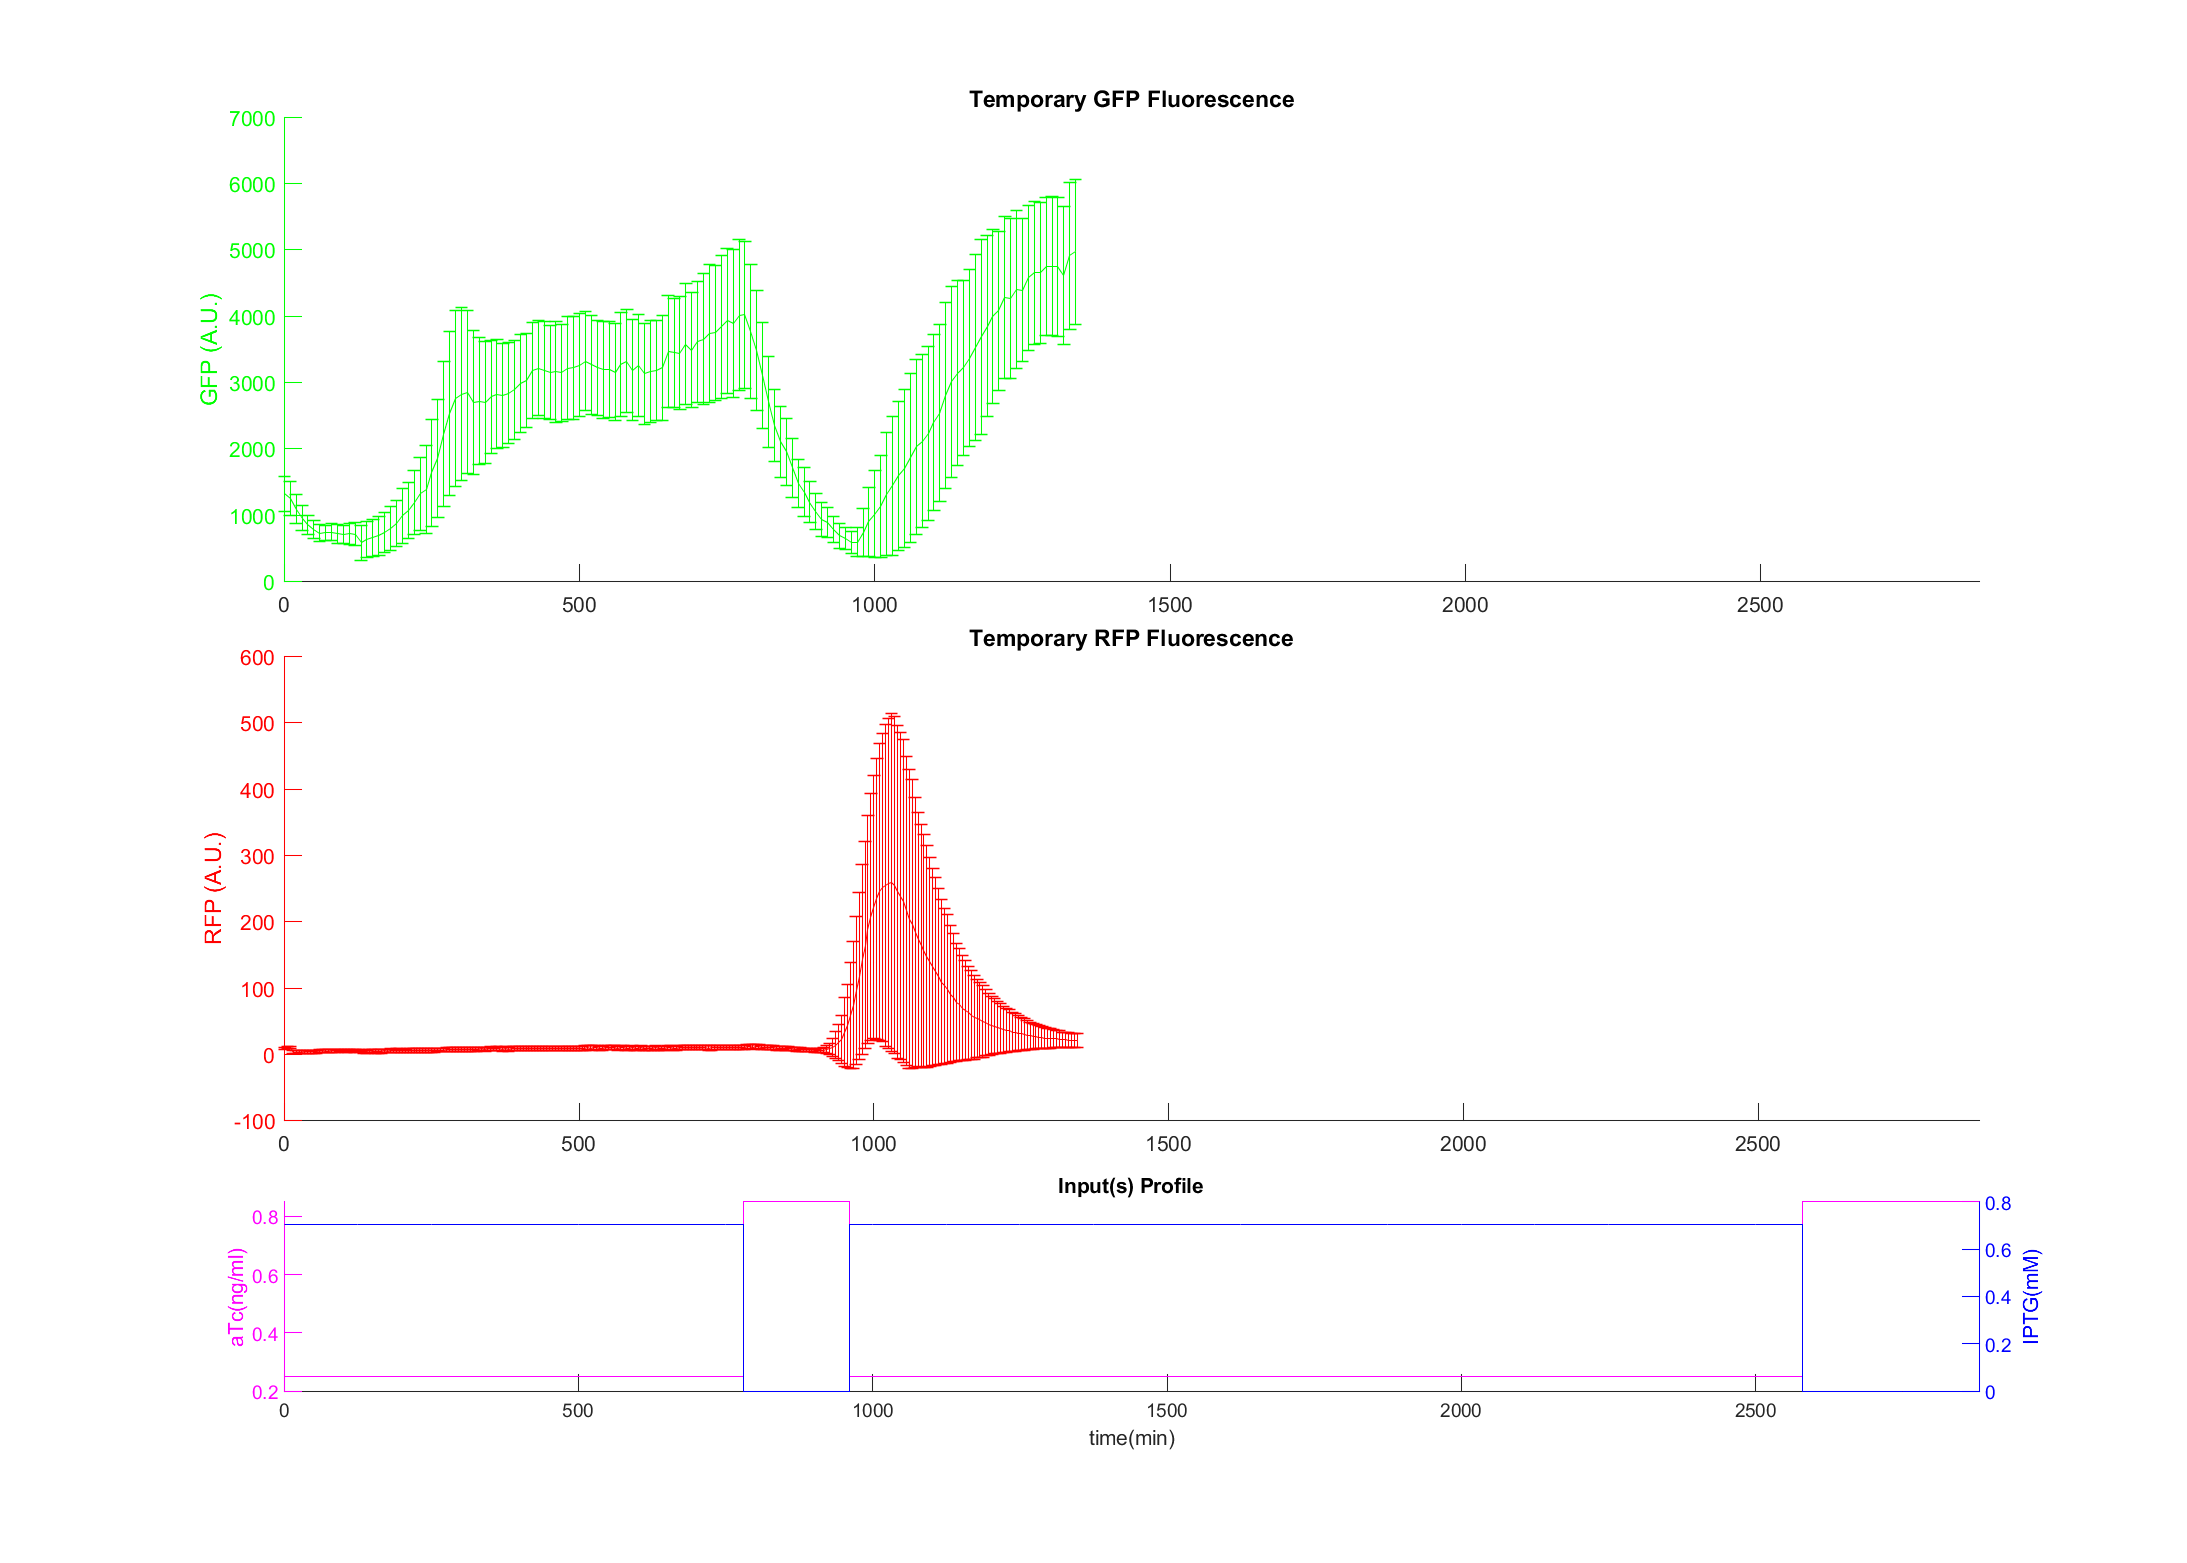 Temporary GFP Fluorescence
7000
6000
5000
4000
3000
2000
1000
0
GFP (A.U.)
0 500 1000 1500 2000 2500
Temporary RFP Fluorescence
600
500
400
300
200
100
0
-100
RFP (A.U.)
0 500 1000 1500 2000 2500
Input(s) Profile
0.8
0.6
0.4
0.2
aTc(ng/ml)
0.8
0.6
0.4
0.2
0
IPTG(mM)
0 500 1000 1500 2000 2500
time(min)